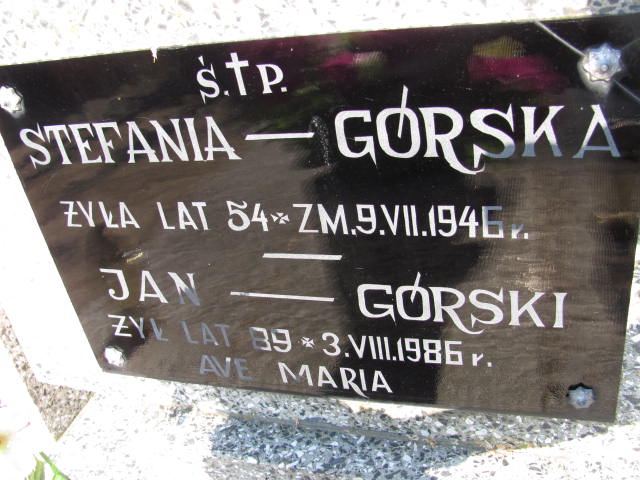 Ś.†P.
STEFANIA — GÓRSKA
ŻYŁA LAT 54 * ZM. 9.VII.1946 r.
JAN — GÓRSKI
ŻYŁ LAT 89 * 3.VIII.1986 r.
AVE MARIA